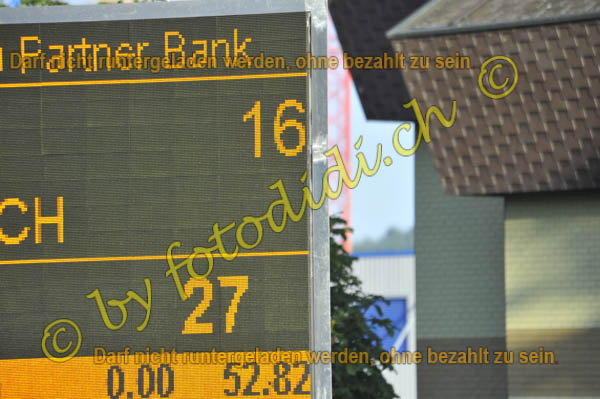 Partner Bank
Darf nicht runtergeladen werden, ohne bezahlt zu sein.
16
CH
© by fotodidi.ch ©
27
Darf nicht runtergeladen werden, ohne bezahlt zu sein.
0.00 52.82